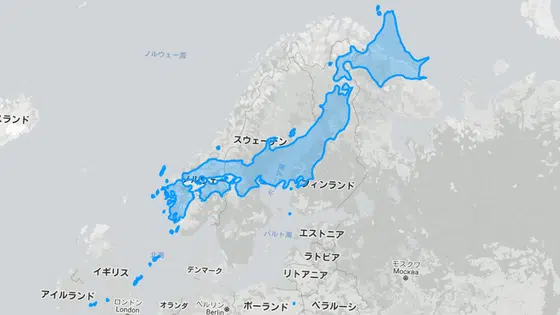 ノルウェー海
スランド
スウェーデン
ノルウェー
フィンランド
バルト海
エストニア
北海
ラトビア
モスクワ
Москва
イギリス
デンマーク
リトアニア
アイルランド
ロンドン
London
オランダ
ベルリン
Berlin
ポーランド
ベラルーシ